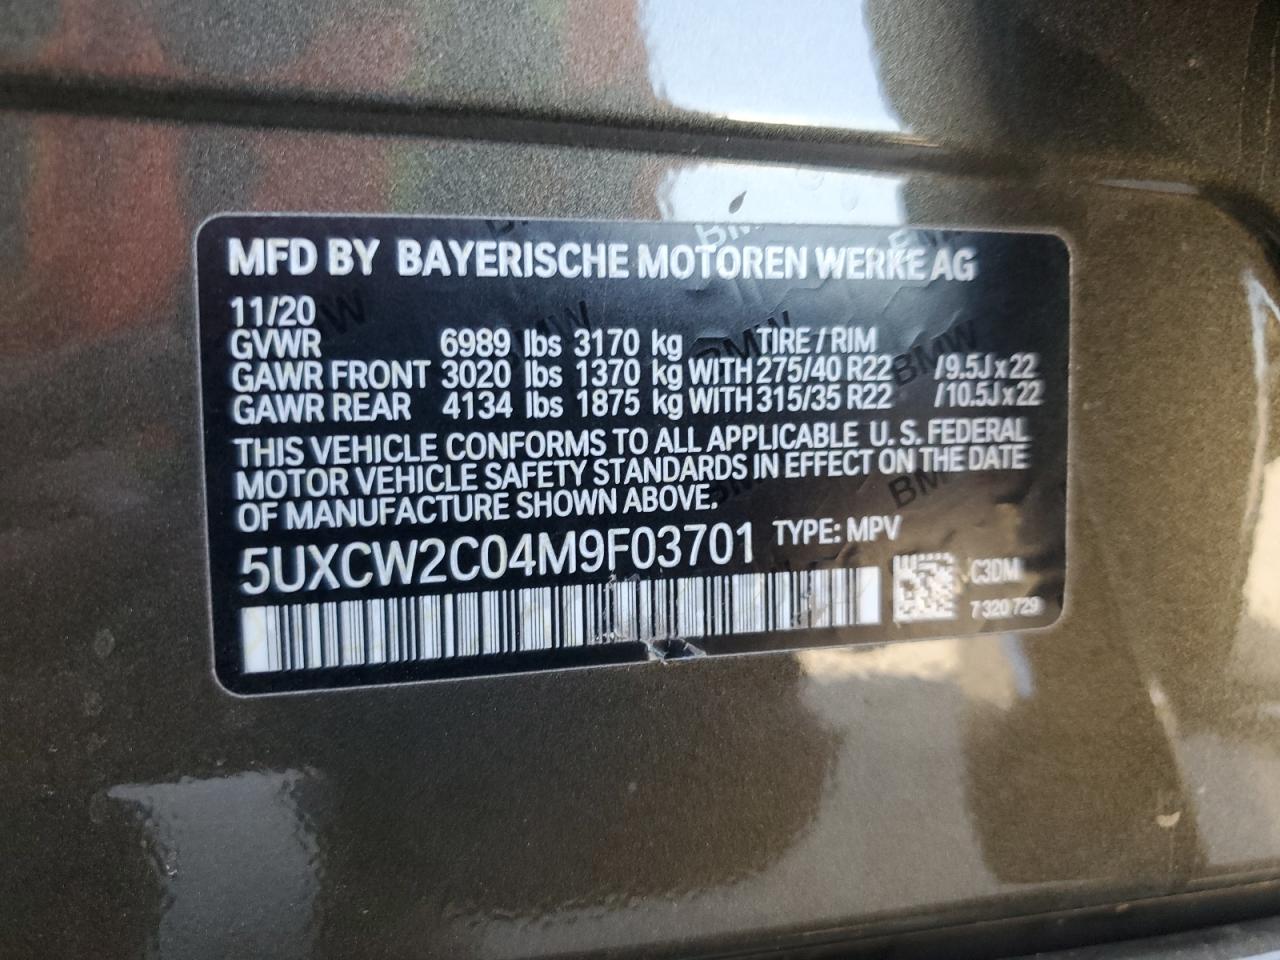 MFD BY BAYERISCHE MOTOREN WERKE AG
11/20
GVWR 6989 lbs 3170 kg TIRE / RIM
GAWR FRONT 3020 lbs 1370 kg WITH 275/40 R22 /9.5J x 22
GAWR REAR 4134 lbs 1875 kg WITH 315/35 R22 /10.5J x 22
THIS VEHICLE CONFORMS TO ALL APPLICABLE U. S. FEDERAL
MOTOR VEHICLE SAFETY STANDARDS IN EFFECT ON THE DATE
OF MANUFACTURE SHOWN ABOVE.
5UXCW2C04M9F03701 TYPE: MPV
C3DM
7 320 729